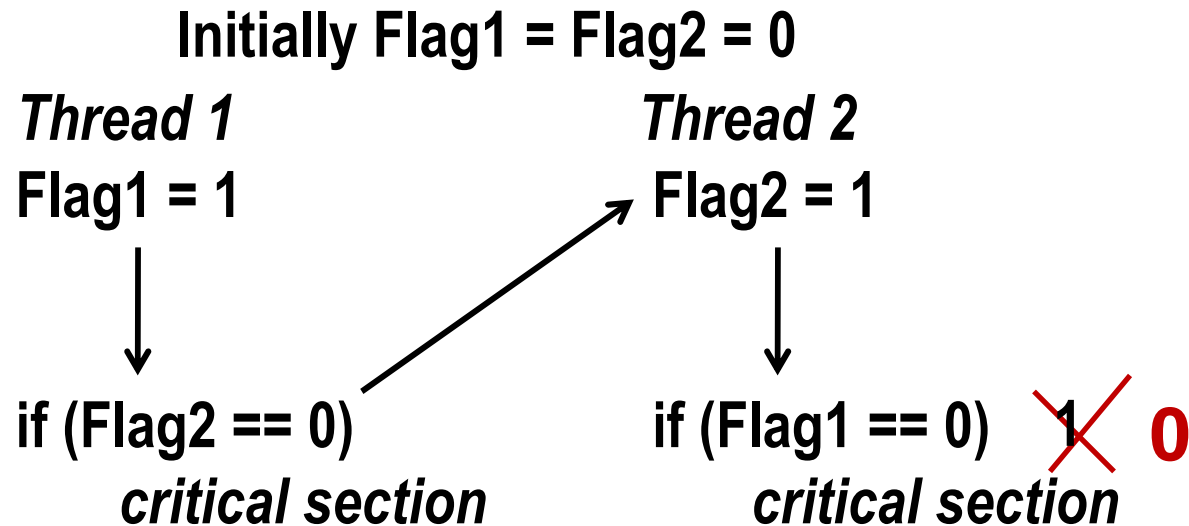 Initially Flag1 = Flag2 = 0
Thread 1
Flag1 = 1
if (Flag2 == 0)
critical section
Thread 2
Flag2 = 1
if (Flag1 == 0) 1 0
critical section